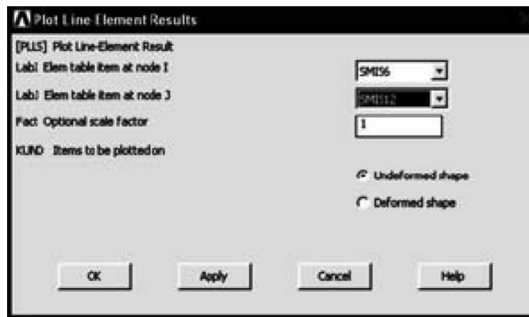 Plot Line Element Results
[PLLS] Plot Line-Element Result
LabI Elem table item at node I
SMIS6
LabJ Elem table item at node J
SMIS12
Fact Optional scale factor
1
KUND Items to be plotted on
Undeformed shape
Deformed shape
OK Apply Cancel Help